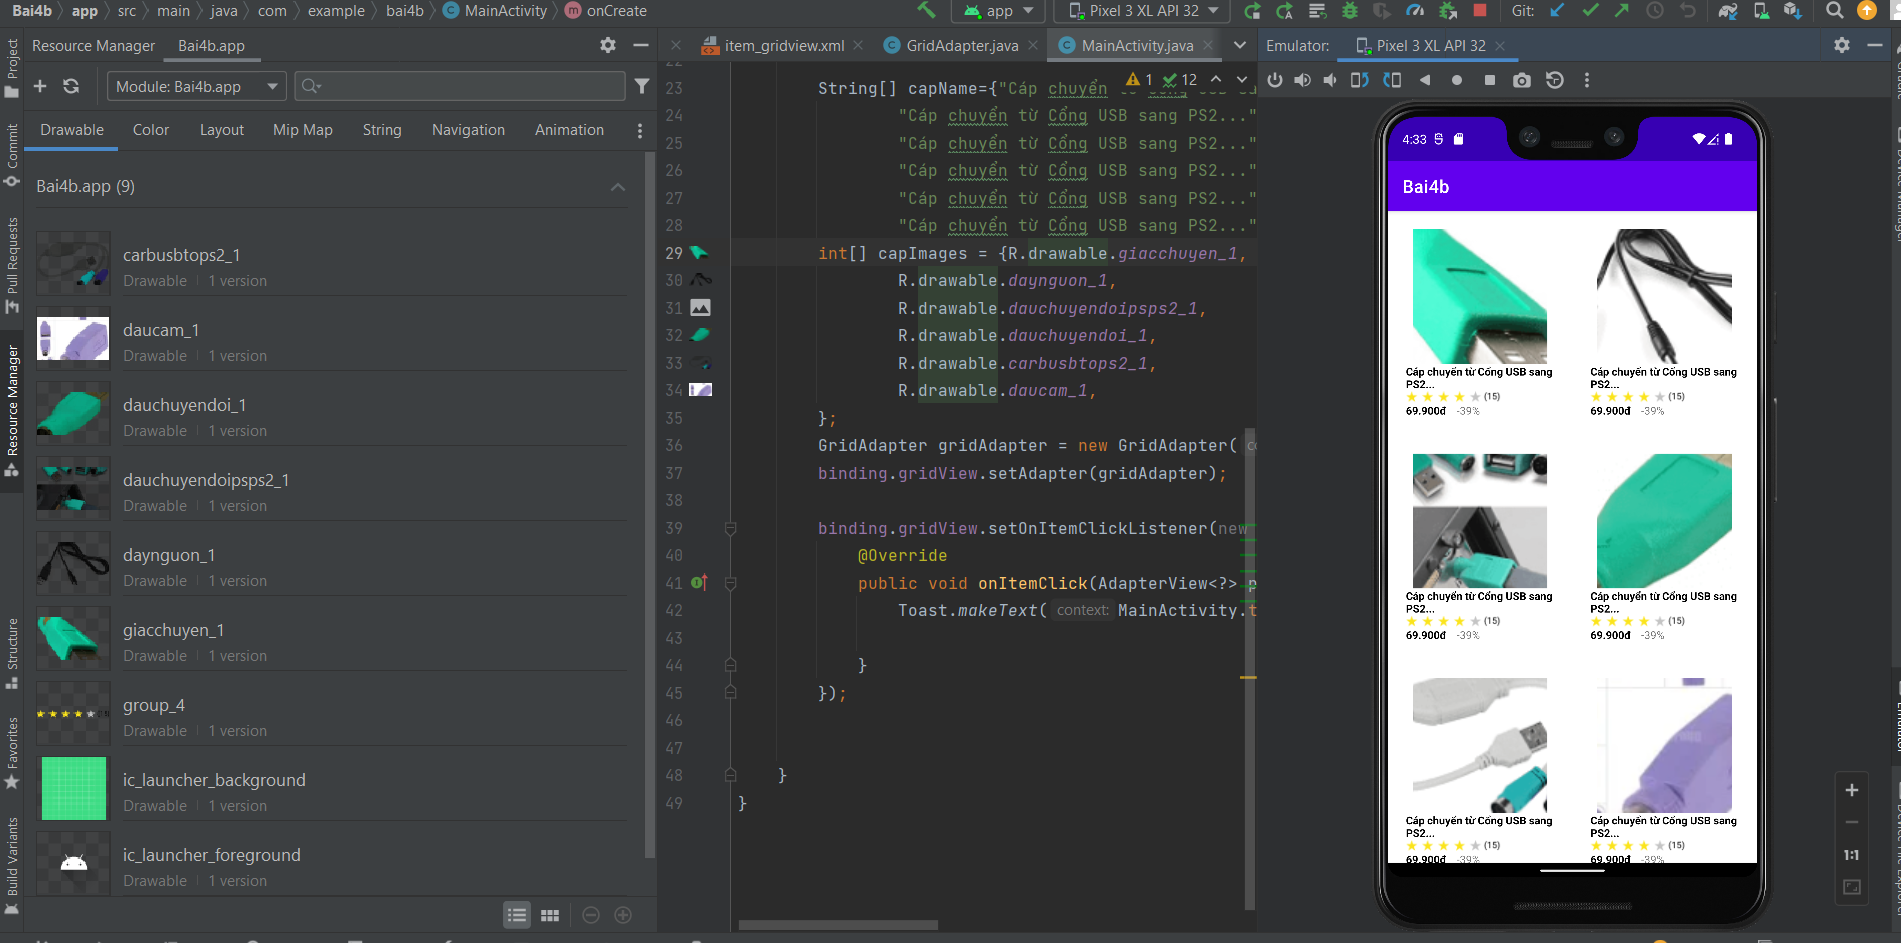 Bai4b app src main java com example bai4b MainActivity onCreate
app Pixel 3 XL API 32 Git:
Resource Manager Bai4b.app
item_gridview.xml GridAdapter.java MainActivity.java
Emulator: Pixel 3 XL API 32
Project
Commit
Pull Requests
Resource Manager
Structure
Favorites
Build Variants
Module: Bai4b.app
Drawable Color Layout Mip Map String Navigation Animation
Bai4b.app (9)
carbusbtops2_1
Drawable 1 version
daucam_1
Drawable 1 version
dauchuyendoi_1
Drawable 1 version
dauchuyendoipsps2_1
Drawable 1 version
daynguon_1
Drawable 1 version
giacchuyen_1
Drawable 1 version
group_4
Drawable 1 version
ic_launcher_background
Drawable 1 version
ic_launcher_foreground
Drawable 1 version
1 12
22
23 String[] capName={"Cáp chuyển từ Cổng USB sa
24 "Cáp chuyển từ Cổng USB sang PS2..."
25 "Cáp chuyển từ Cổng USB sang PS2..."
26 "Cáp chuyển từ Cổng USB sang PS2..."
27 "Cáp chuyển từ Cổng USB sang PS2..."
28 "Cáp chuyển từ Cổng USB sang PS2..."
29 int[] capImages = {R.drawable.giacchuyen_1,
30 R.drawable.daynguon_1,
31 R.drawable.dauchuyendoipsps2_1,
32 R.drawable.dauchuyendoi_1,
33 R.drawable.carbusbtops2_1,
34 R.drawable.daucam_1,
35 };
36 GridAdapter gridAdapter = new GridAdapter( co
37 binding.gridView.setAdapter(gridAdapter);
38
39 binding.gridView.setOnItemClickListener(new
40 @Override
41 public void onItemClick(AdapterView<?> p
42 Toast.makeText( context: MainActivity.t
43
44 }
45 });
46
47
48 }
49 }
4:33
Bai4b
Cáp chuyển từ Cổng USB sang
PS2...
(15)
69.900đ -39%
Cáp chuyển từ Cổng USB sang
PS2...
(15)
69.900đ -39%
Cáp chuyển từ Cổng USB sang
PS2...
(15)
69.900đ -39%
Cáp chuyển từ Cổng USB sang
PS2...
(15)
69.900đ -39%
Cáp chuyển từ Cổng USB sang
PS2...
(15)
69.900đ -39%
Cáp chuyển từ Cổng USB sang
PS2...
(15)
69.900đ -39%
1:1